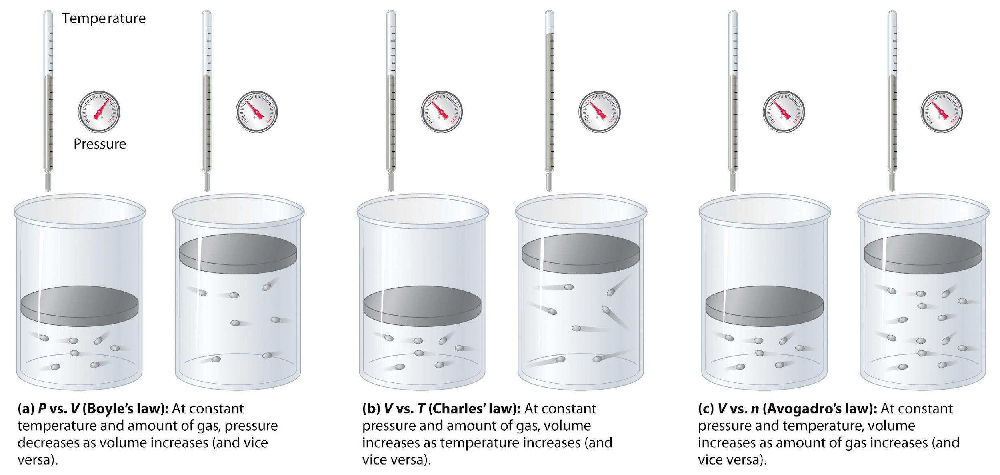 Temperature
Pressure
(a) P vs. V (Boyle’s law): At constant
temperature and amount of gas, pressure
decreases as volume increases (and vice
versa).
(b) V vs. T (Charles’ law): At constant
pressure and amount of gas, volume
increases as temperature increases (and
vice versa).
(c) V vs. n (Avogadro’s law): At constant
pressure and temperature, volume
increases as amount of gas increases (and
vice versa).